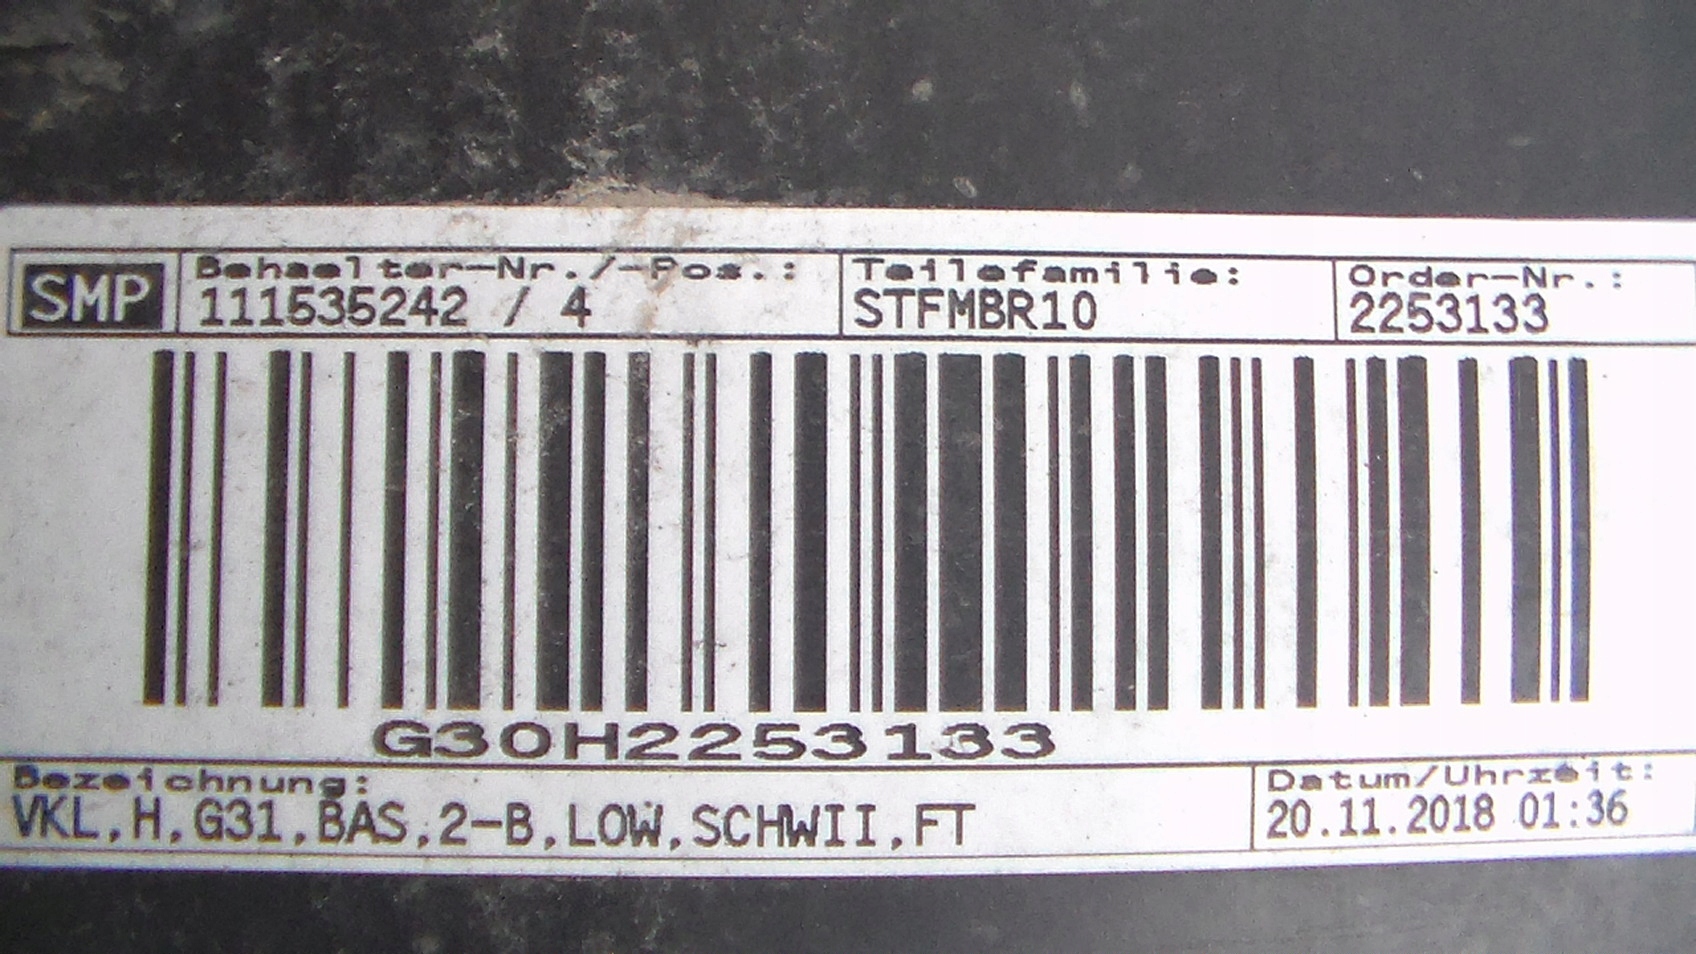 SMP
Behaelter-Nr./-Pos.: Teilefamilie: Order-Nr.:
111535242 / 4 STFMBR10 2253133
G30H2253133
Bezeichnung: Datum/Uhrzeit:
VKL,H,G31,BAS,2-B,LOW,SCHWII,FT 20.11.2018 01:36